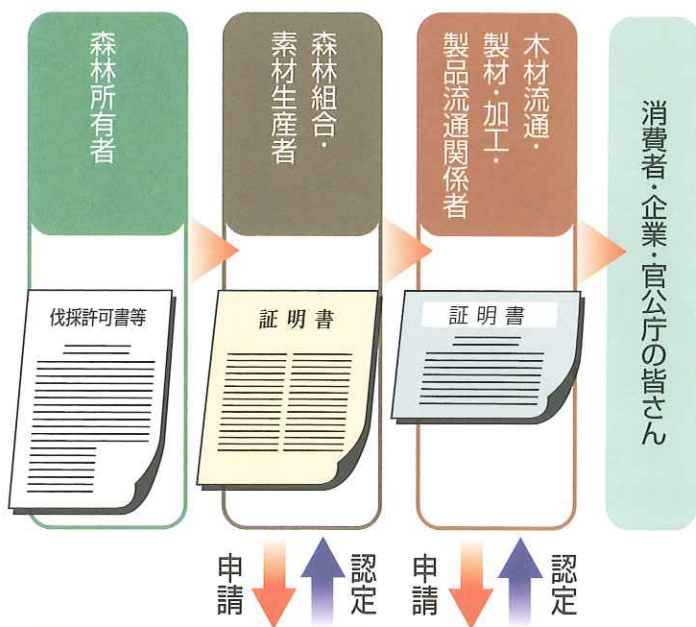 森林所有者
伐採許可書等
森林組合・
素材生産者
証明書
木材流通・
製材・加工・
製品流通関係者
証明書
消費者・企業・官公庁の皆さん
申請
認定
申請
認定